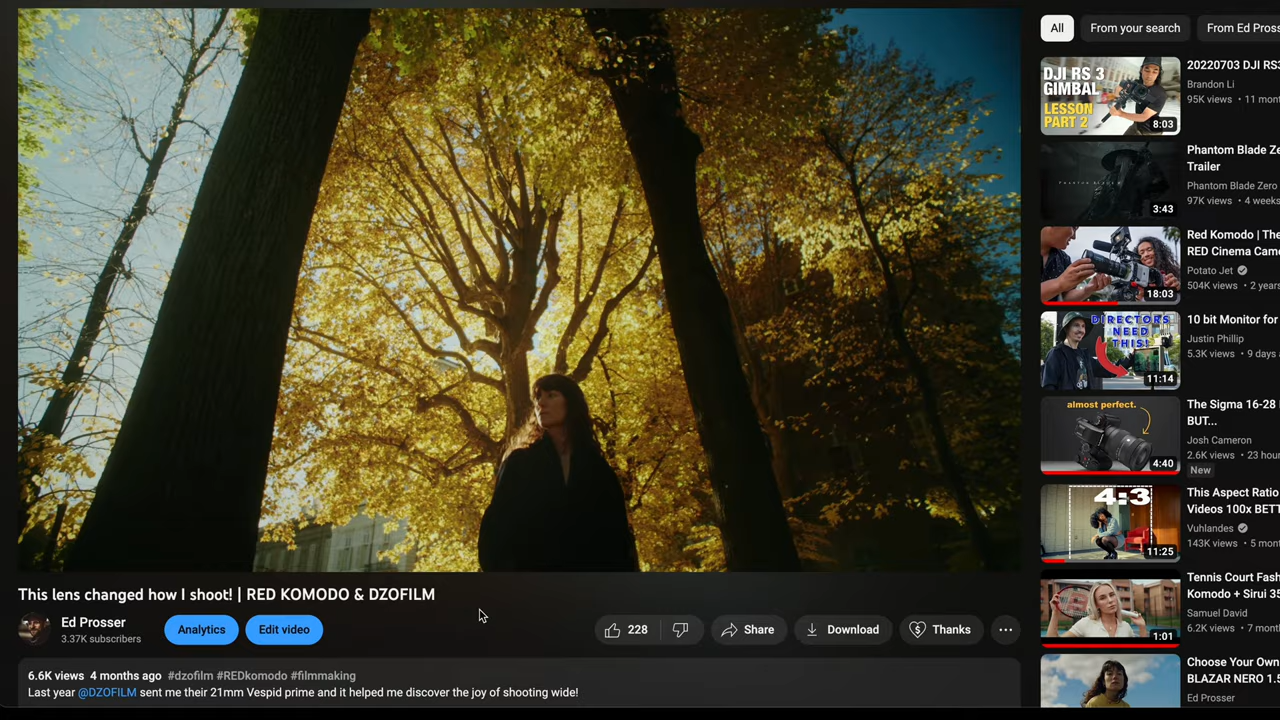 This lens changed how I shoot! | RED KOMODO & DZOFILM
Ed Prosser
3.37K subscribers
Analytics
Edit video
228
Share
Download
Thanks
6.6K views 4 months ago #dzofilm #REDkomodo #filmmaking
Last year @DZOFILM sent me their 21mm Vespid prime and it helped me discover the joy of shooting wide!
All
From your search
From Ed Pross
DJI RS 3
GIMBAL
LESSON
PART 2
8:03
20220703 DJI RS3
Brandon Li
95K views • 11 mont
3:43
Phantom Blade Ze
Trailer
Phantom Blade Zero
97K views • 4 weeks
18:03
Red Komodo | The
RED Cinema Came
Potato Jet
504K views • 2 years
DIRECTORS
NEED
THIS!
11:14
10 bit Monitor for
Justin Phillip
5.3K views • 9 days a
almost perfect.
4:40
The Sigma 16-28
BUT...
Josh Cameron
2.6K views • 23 hour
New
4:3
11:25
This Aspect Ratio
Videos 100x BETT
Vuhlandes
143K views • 5 mont
1:01
Tennis Court Fash
Komodo + Sirui 35
Samuel David
6.2K views • 7 mont
Choose Your Own
BLAZAR NERO 1.5
Ed Prosser